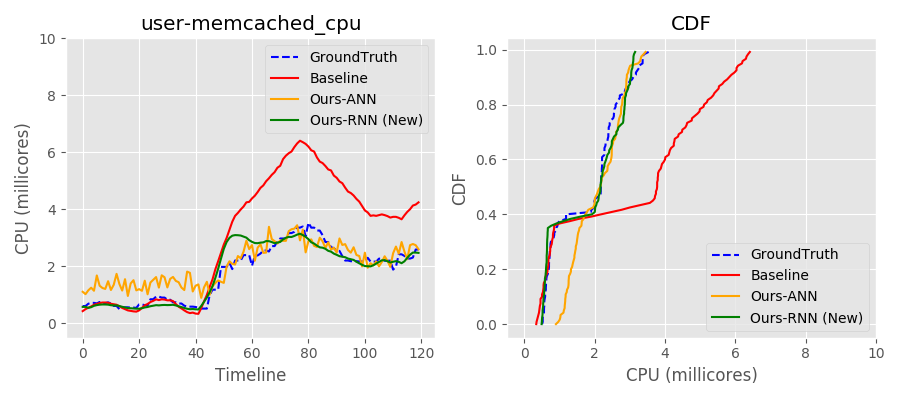 user-memcached_cpu
CPU (millicores)
10
8
6
4
2
0
GroundTruth
Baseline
Ours-ANN
Ours-RNN (New)
0 20 40 60 80 100 120
Timeline
CDF
CDF
1.0
0.8
0.6
0.4
0.2
0.0
GroundTruth
Baseline
Ours-ANN
Ours-RNN (New)
0 2 4 6 8 10
CPU (millicores)